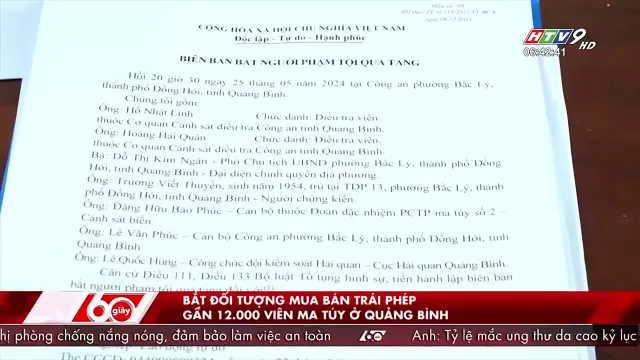 Mẫu số
HTV9 HD
06:42:41
CỘNG HÒA XÃ HỘI CHỦ NGHĨA VIỆT NAM
Độc lập - Tự do - Hạnh phúc
BIÊN BẢN BẮT NGƯỜI PHẠM TỘI QUẢ TANG
Hồi 20 giờ 30 ngày 25 tháng 05 năm 2024 tại Công an phường Bắc Lý,
thành phố Đồng Hới, tỉnh Quảng Bình.
Chúng tôi gồm:
Ông: Hồ Nhật Linh Chức danh: Điều tra viên.
thuộc Cơ quan Cảnh sát điều tra Công an tỉnh Quảng Bình.
Ông: Hoàng Hải Quân Chức danh: Điều tra viên.
thuộc Cơ quan Cảnh sát điều tra Công an tỉnh Quảng Bình.
Bà: Đỗ Thị Kim Ngân - Phó Chủ tịch UBND phường Bắc Lý, thành phố Đồng
Hới, tỉnh Quảng Bình - Đại diện chính quyền địa phương.
Ông: Trương Viết Thuyền, sinh năm 1954, trú tại TDP 13, phường Bắc Lý, thành
phố Đồng Hới, tỉnh Quảng Bình - Người chứng kiến.
Ông: Đặng Hữu Bảo Phúc – Cán bộ thuộc Đoàn đặc nhiệm PCTP ma túy số 2 –
Cảnh sát biển.
Ông: Lê Văn Phúc – Cán bộ Công an phường Bắc Lý, thành phố Đồng Hới, tỉnh
Quảng Bình
Ông: Lê Quốc Hùng – Công chức đội kiểm soát Hải quan – Cục Hải quan Quảng Bình.
Căn cứ Điều 111, Điều 133 Bộ luật Tố tụng hình sự, tiến hành lập biên bản
bắt người phạm tội quả tang đối với
60 giây
BẮT ĐỐI TƯỢNG MUA BÁN TRÁI PHÉP
GẦN 12.000 VIÊN MA TÚY Ở QUẢNG BÌNH
hị phòng chống nắng nóng, đảm bảo làm việc an toàn 60 Anh: Tỷ lệ mắc ung thư da cao kỷ lục